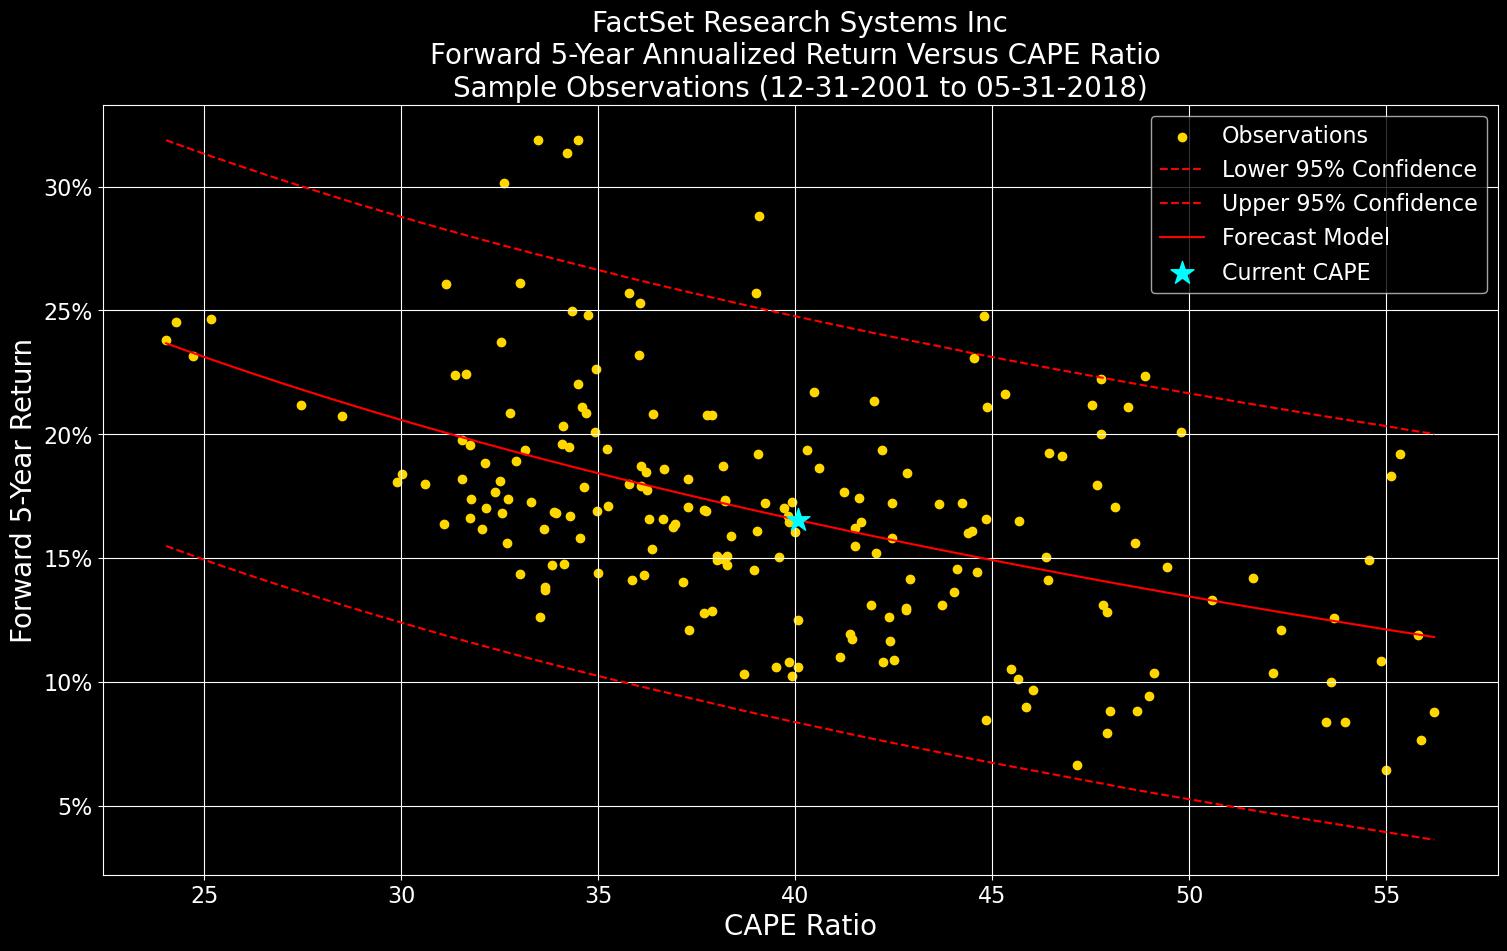 FactSet Research Systems Inc
Forward 5-Year Annualized Return Versus CAPE Ratio
Sample Observations (12-31-2001 to 05-31-2018)
Observations
Lower 95% Confidence
Upper 95% Confidence
Forecast Model
Current CAPE
Forward 5-Year Return
30%
25%
20%
15%
10%
5%
25 30 35 40 45 50 55
CAPE Ratio